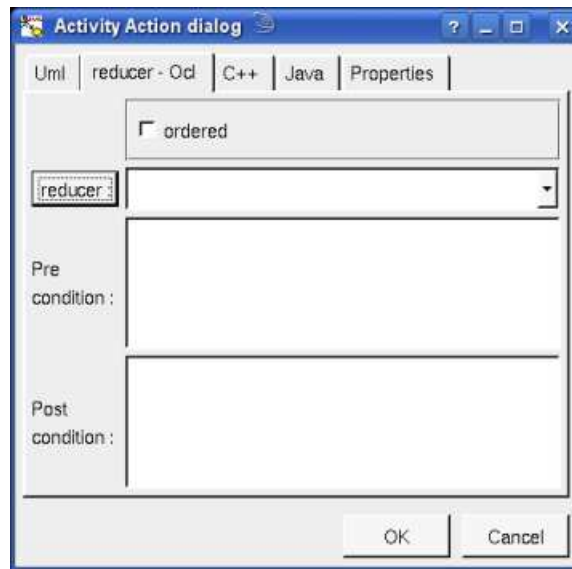 Activity Action dialog
Uml reducer - Ocl C++ Java Properties
ordered
reducer :
Pre
condition :
Post
condition :
OK Cancel